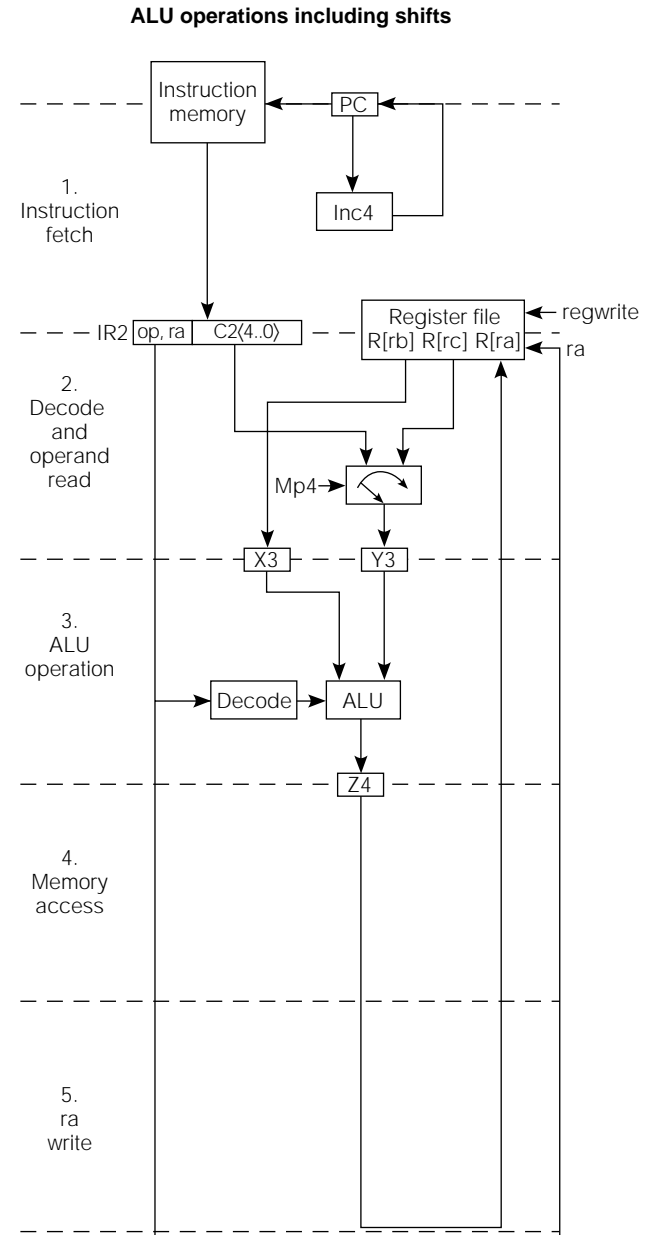 ALU operations including shifts
Instruction
memory
PC
1.
Instruction
fetch
Inc4
IR2
op, ra
C2⟨4..0⟩
Register file
R[rb] R[rc] R[ra]
regwrite
ra
2.
Decode
and
operand
read
Mp4
X3
Y3
3.
ALU
operation
Decode
ALU
Z4
4.
Memory
access
5.
ra
write